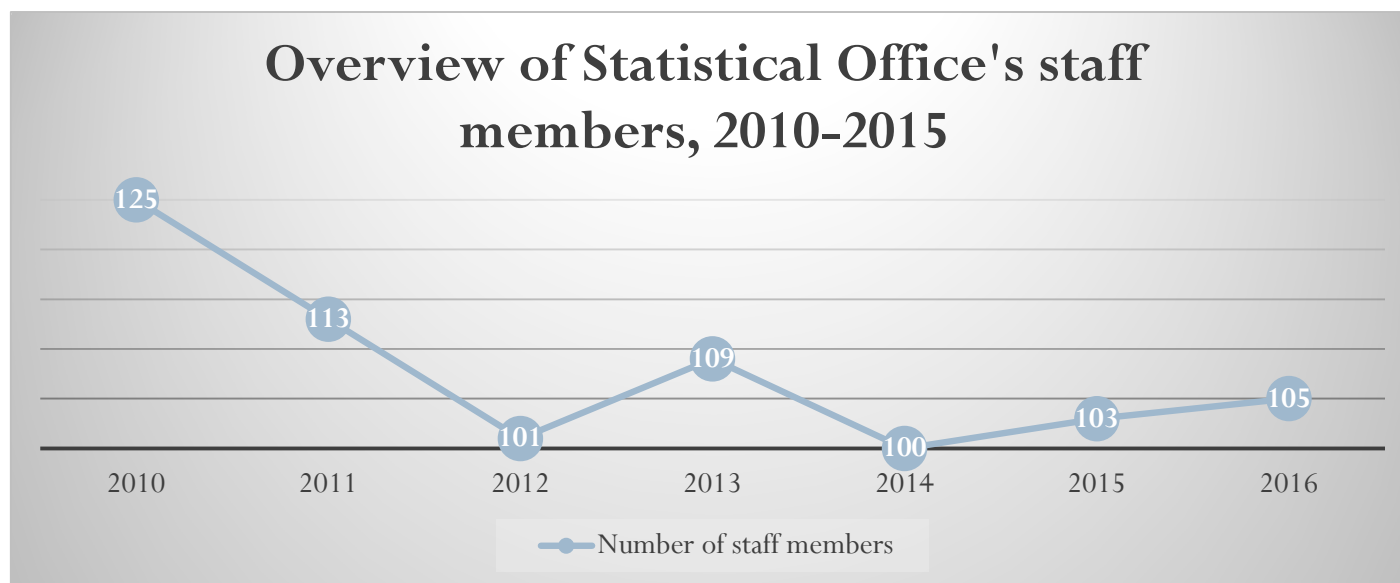 Overview of Statistical Office's staff
members, 2010-2015
125
113
101
109
100
103
105
2010 2011 2012 2013 2014 2015 2016
Number of staff members